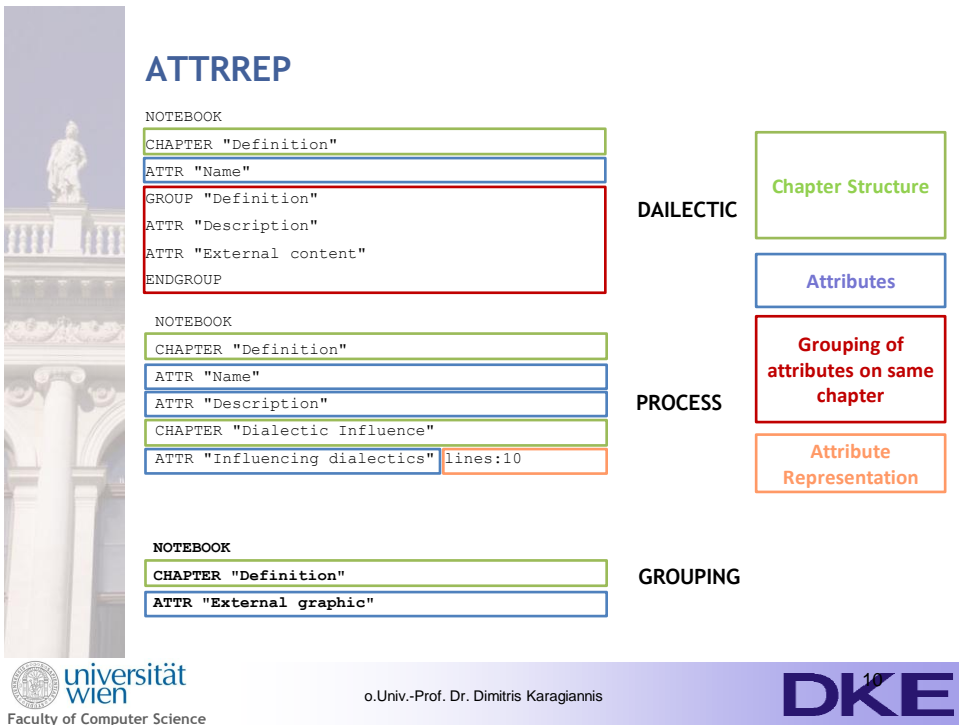 ATTRREP
NOTEBOOK
CHAPTER "Definition"
ATTR "Name"
GROUP "Definition"
ATTR "Description"
ATTR "External content"
ENDGROUP
DAILECTIC
NOTEBOOK
CHAPTER "Definition"
ATTR "Name"
ATTR "Description"
CHAPTER "Dialectic Influence"
ATTR "Influencing dialectics" lines:10
PROCESS
NOTEBOOK
CHAPTER "Definition"
ATTR "External graphic"
GROUPING
Chapter Structure
Attributes
Grouping of
attributes on same
chapter
Attribute
Representation
universität
wien
Faculty of Computer Science
o.Univ.-Prof. Dr. Dimitris Karagiannis
10
DKE